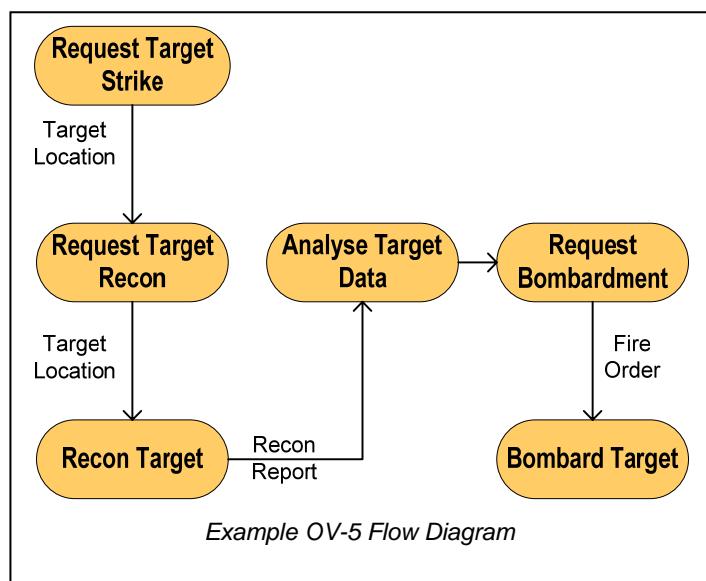 Request Target
Strike
Target
Location
Request Target
Recon
Target
Location
Recon Target
Recon
Report
Analyse Target
Data
Request
Bombardment
Fire
Order
Bombard Target
Example OV-5 Flow Diagram